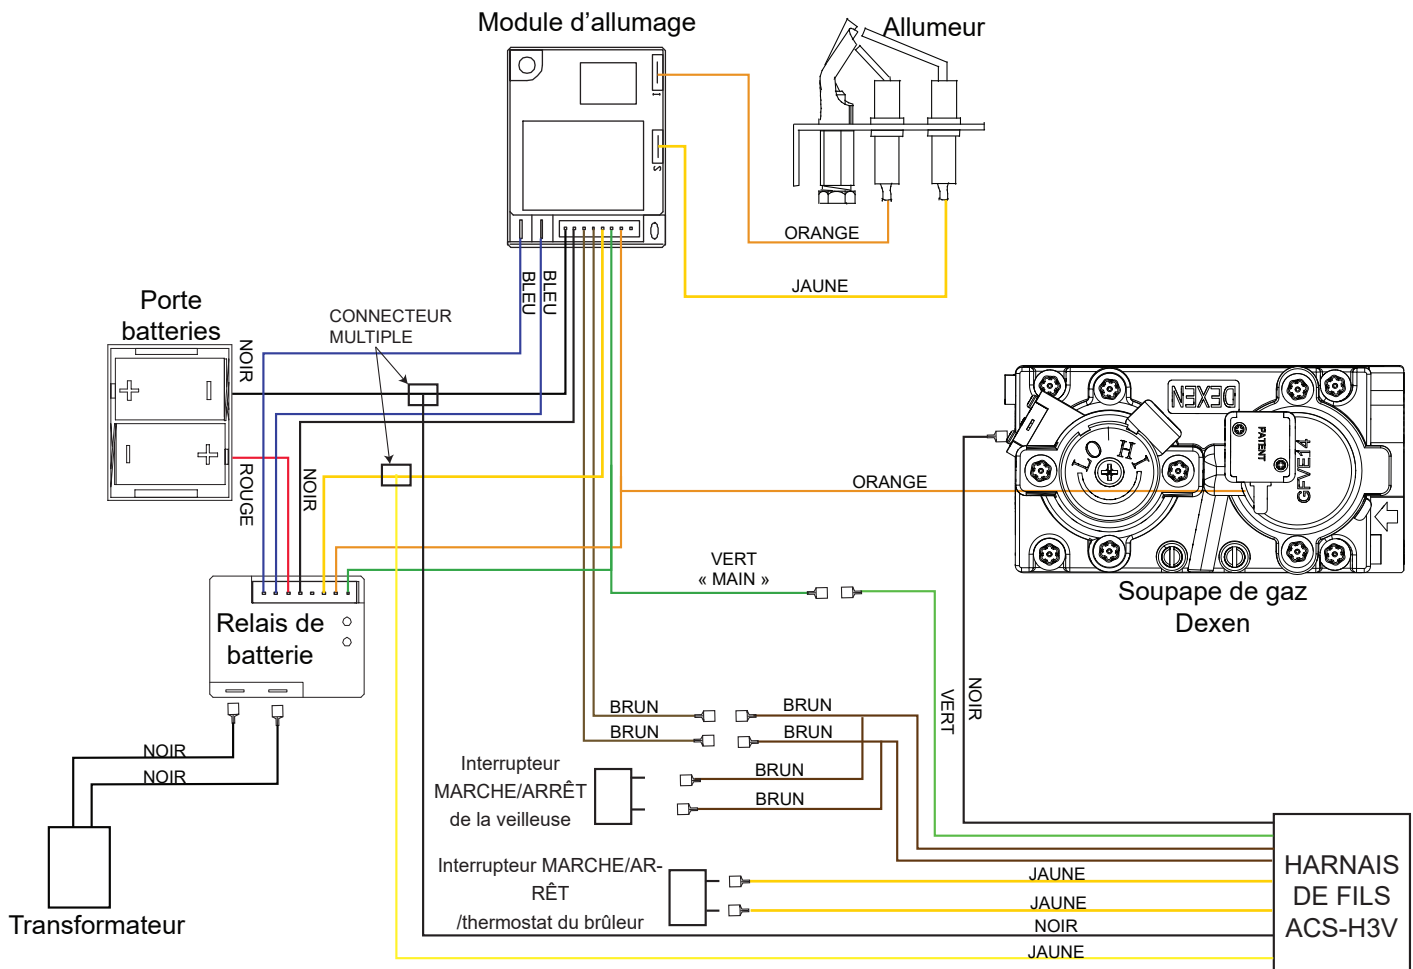 Module d'allumage
Allumeur
I
S
ORANGE
JAUNE
BLEU
BLEU
Porte
batteries
CONNECTEUR
MULTIPLE
NOIR
+ -
- +
ROUGE
NOIR
DEXEN
LO HI
PATENT
GFVE14
ORANGE
Soupape de gaz
Dexen
VERT
« MAIN »
Relais de
batterie
NOIR
VERT
BRUN
BRUN
BRUN
BRUN
BRUN
BRUN
NOIR
NOIR
Interrupteur
MARCHE/ARRÊT
de la veilleuse
Interrupteur MARCHE/AR-
RÊT
/thermostat du brûleur
JAUNE
JAUNE
NOIR
JAUNE
HARNAIS
DE FILS
ACS-H3V
Transformateur